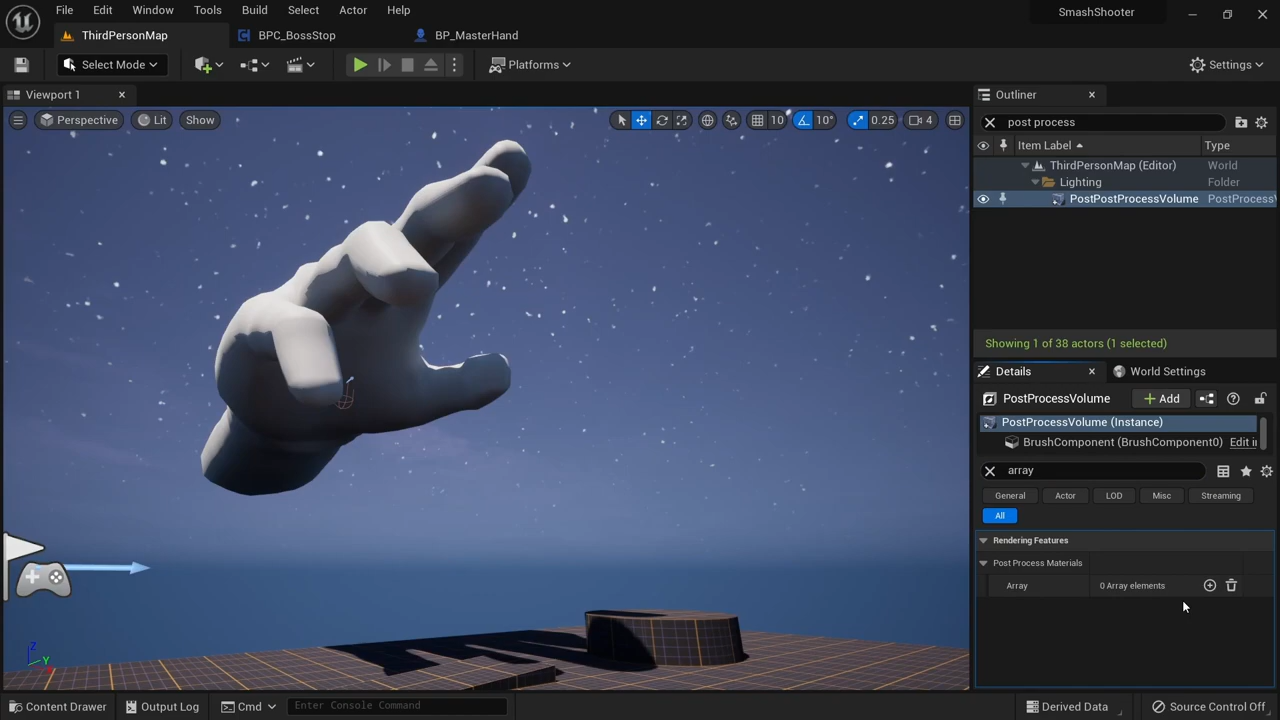 File Edit Window Tools Build Select Actor Help SmashShooter
ThirdPersonMap BPC_BossStop BP_MasterHand
Select Mode Platforms Settings
Viewport 1
Perspective Lit Show 10 10° 0.25 4
Outliner
post process
Item Label Type
ThirdPersonMap (Editor) World
Lighting Folder
PostPostProcessVolume PostProcessV
Showing 1 of 38 actors (1 selected)
Details World Settings
PostProcessVolume Add
PostProcessVolume (Instance)
BrushComponent (BrushComponent0) Edit i
array
General Actor LOD Misc Streaming
All
Rendering Features
Post Process Materials
Array 0 Array elements
Z
Y
Content Drawer Output Log Cmd Enter Console Command Derived Data Source Control Off